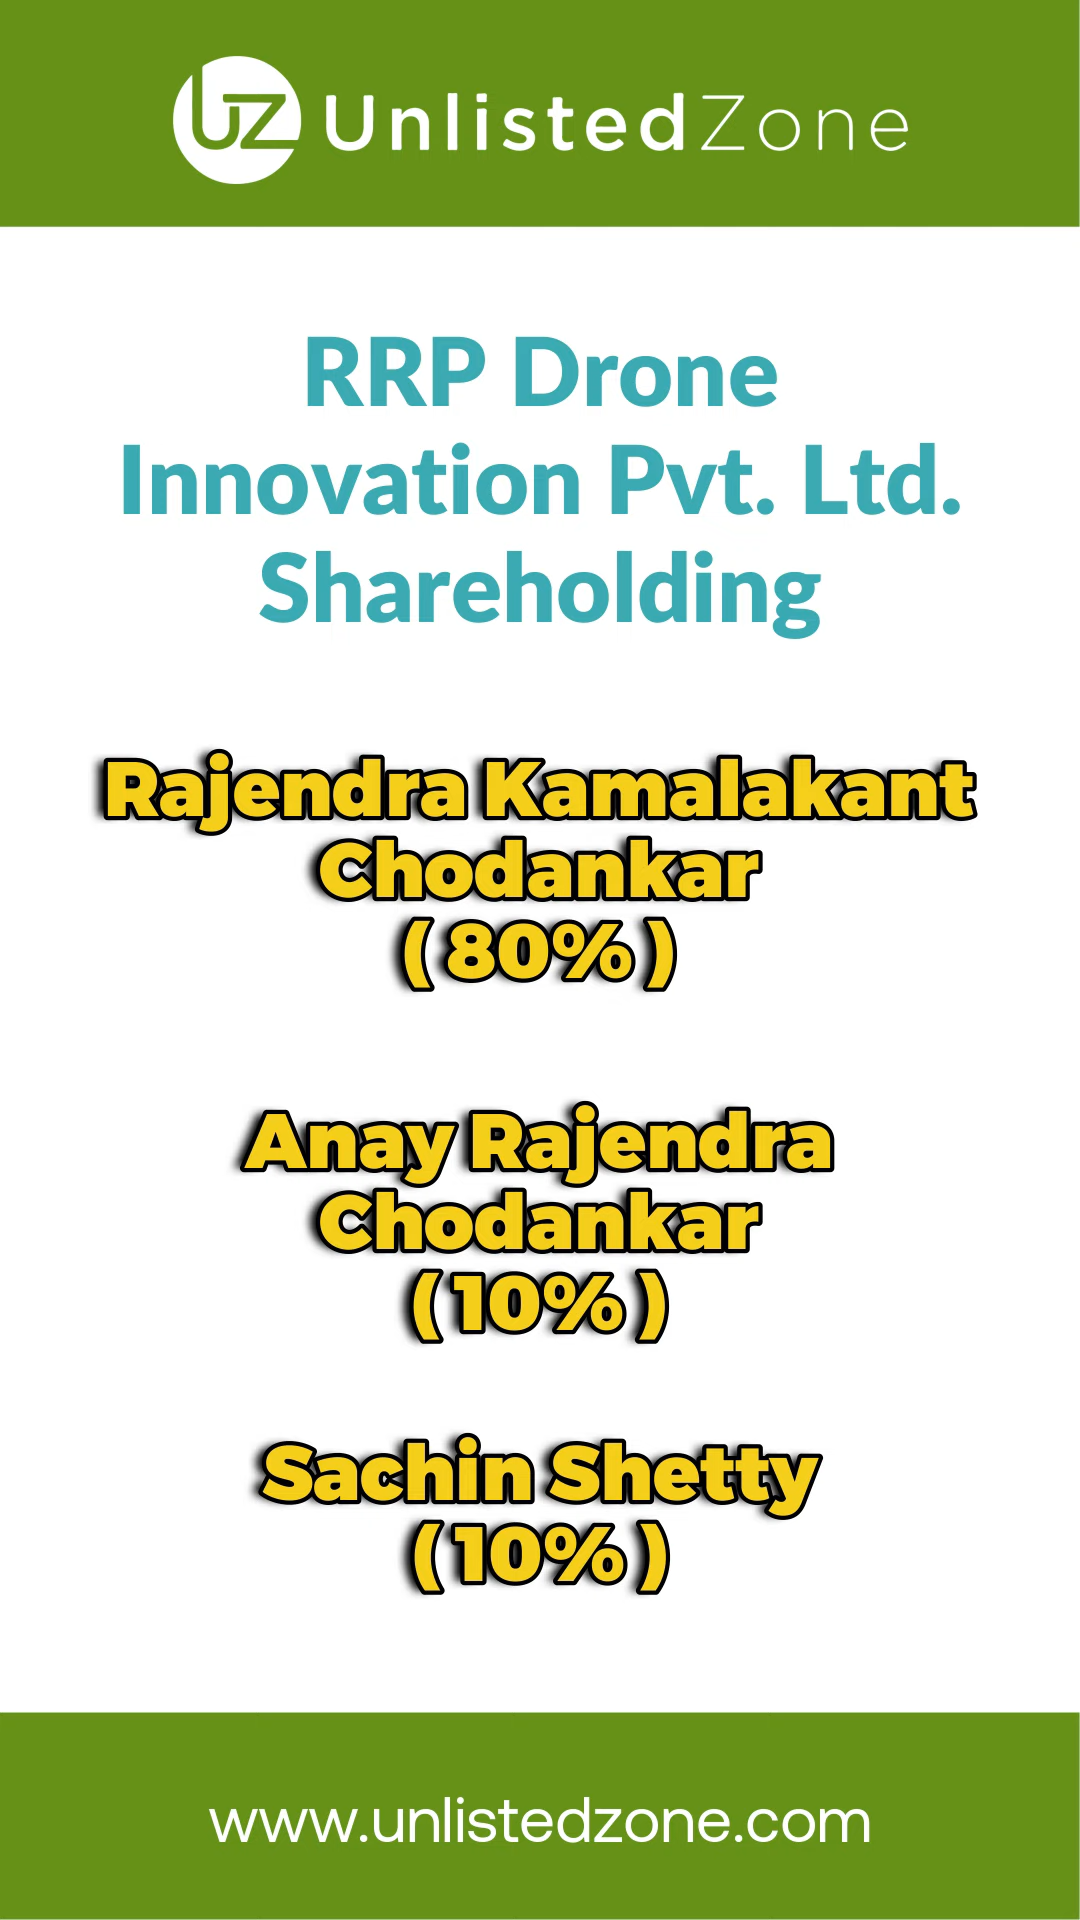 UZ UnlistedZone
RRP Drone
Innovation Pvt. Ltd.
Shareholding
Rajendra Kamalakant
Chodankar
(80%)
Anay Rajendra
Chodankar
(10%)
Sachin Shetty
(10%)
www.unlistedzone.com